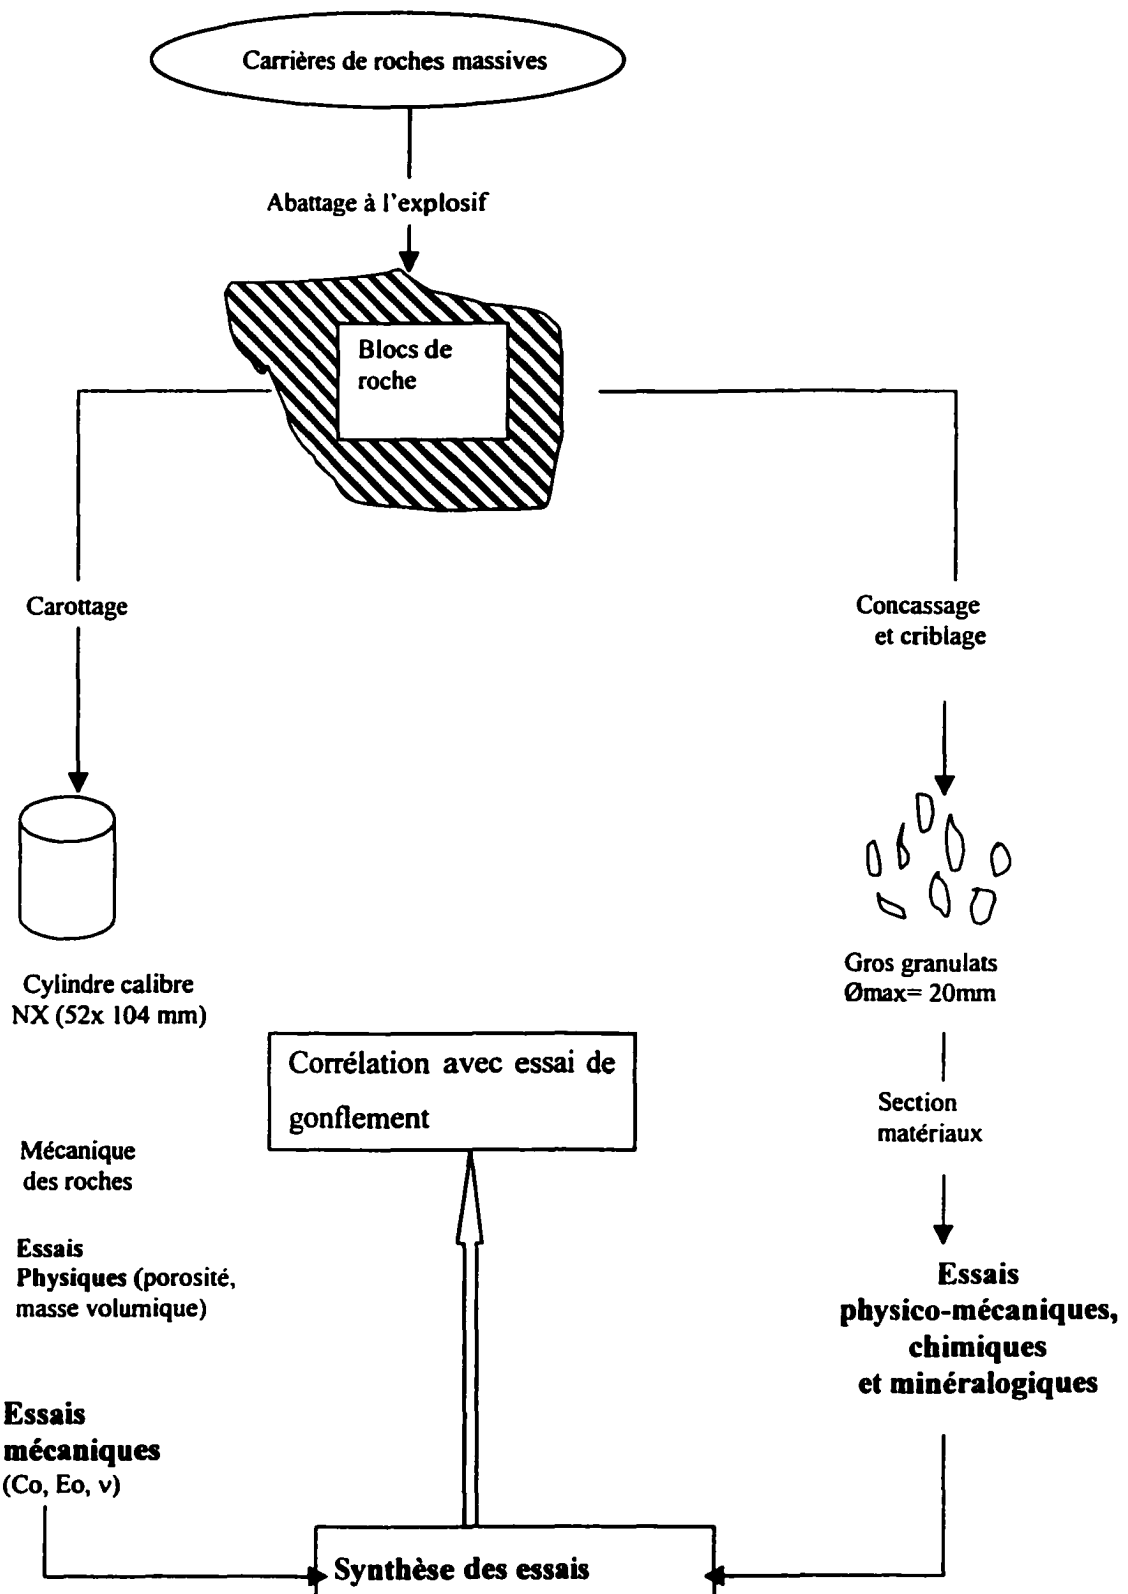 Carrières de roches massives
Abattage à l'explosif
Blocs de
roche
Carottage
Concassage
et criblage
Cylindre calibre
NX (52x 104 mm)
Gros granulats
Ømax= 20mm
Corrélation avec essai de
gonflement
Section
matériaux
Mécanique
des roches
Essais
Physiques (porosité,
masse volumique)
Essais
physico-mécaniques,
chimiques
et minéralogiques
Essais
mécaniques
(Co, Eo, ν)
Synthèse des essais